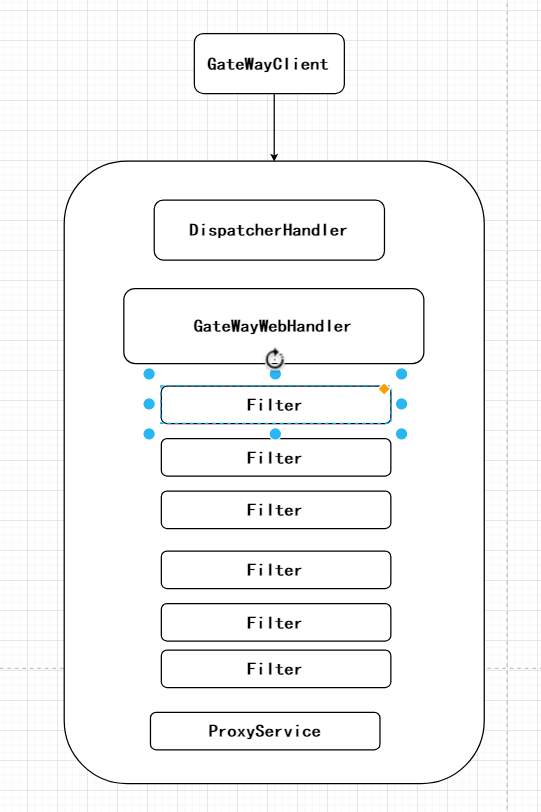 GateWayClient
DispatcherHandler
GateWayWebHandler
Filter
Filter
Filter
Filter
Filter
Filter
ProxyService